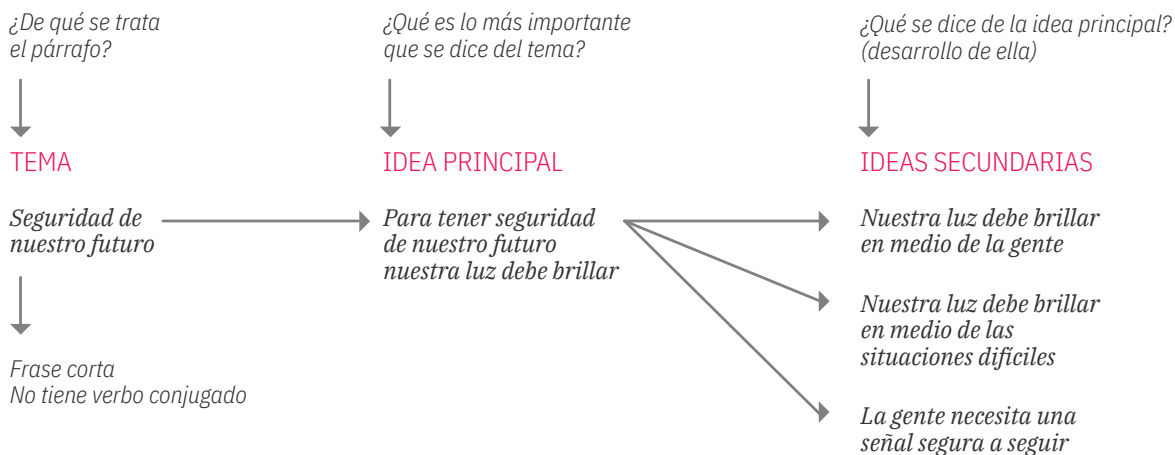 ¿De qué se trata
el párrafo?
TEMA
Seguridad de
nuestro futuro
Frase corta
No tiene verbo conjugado
¿Qué es lo más importante
que se dice del tema?
IDEA PRINCIPAL
Para tener seguridad
de nuestro futuro
nuestra luz debe brillar
¿Qué se dice de la idea principal?
(desarrollo de ella)
IDEAS SECUNDARIAS
Nuestra luz debe brillar
en medio de la gente
Nuestra luz debe brillar
en medio de las
situaciones difíciles
La gente necesita una
señal segura a seguir